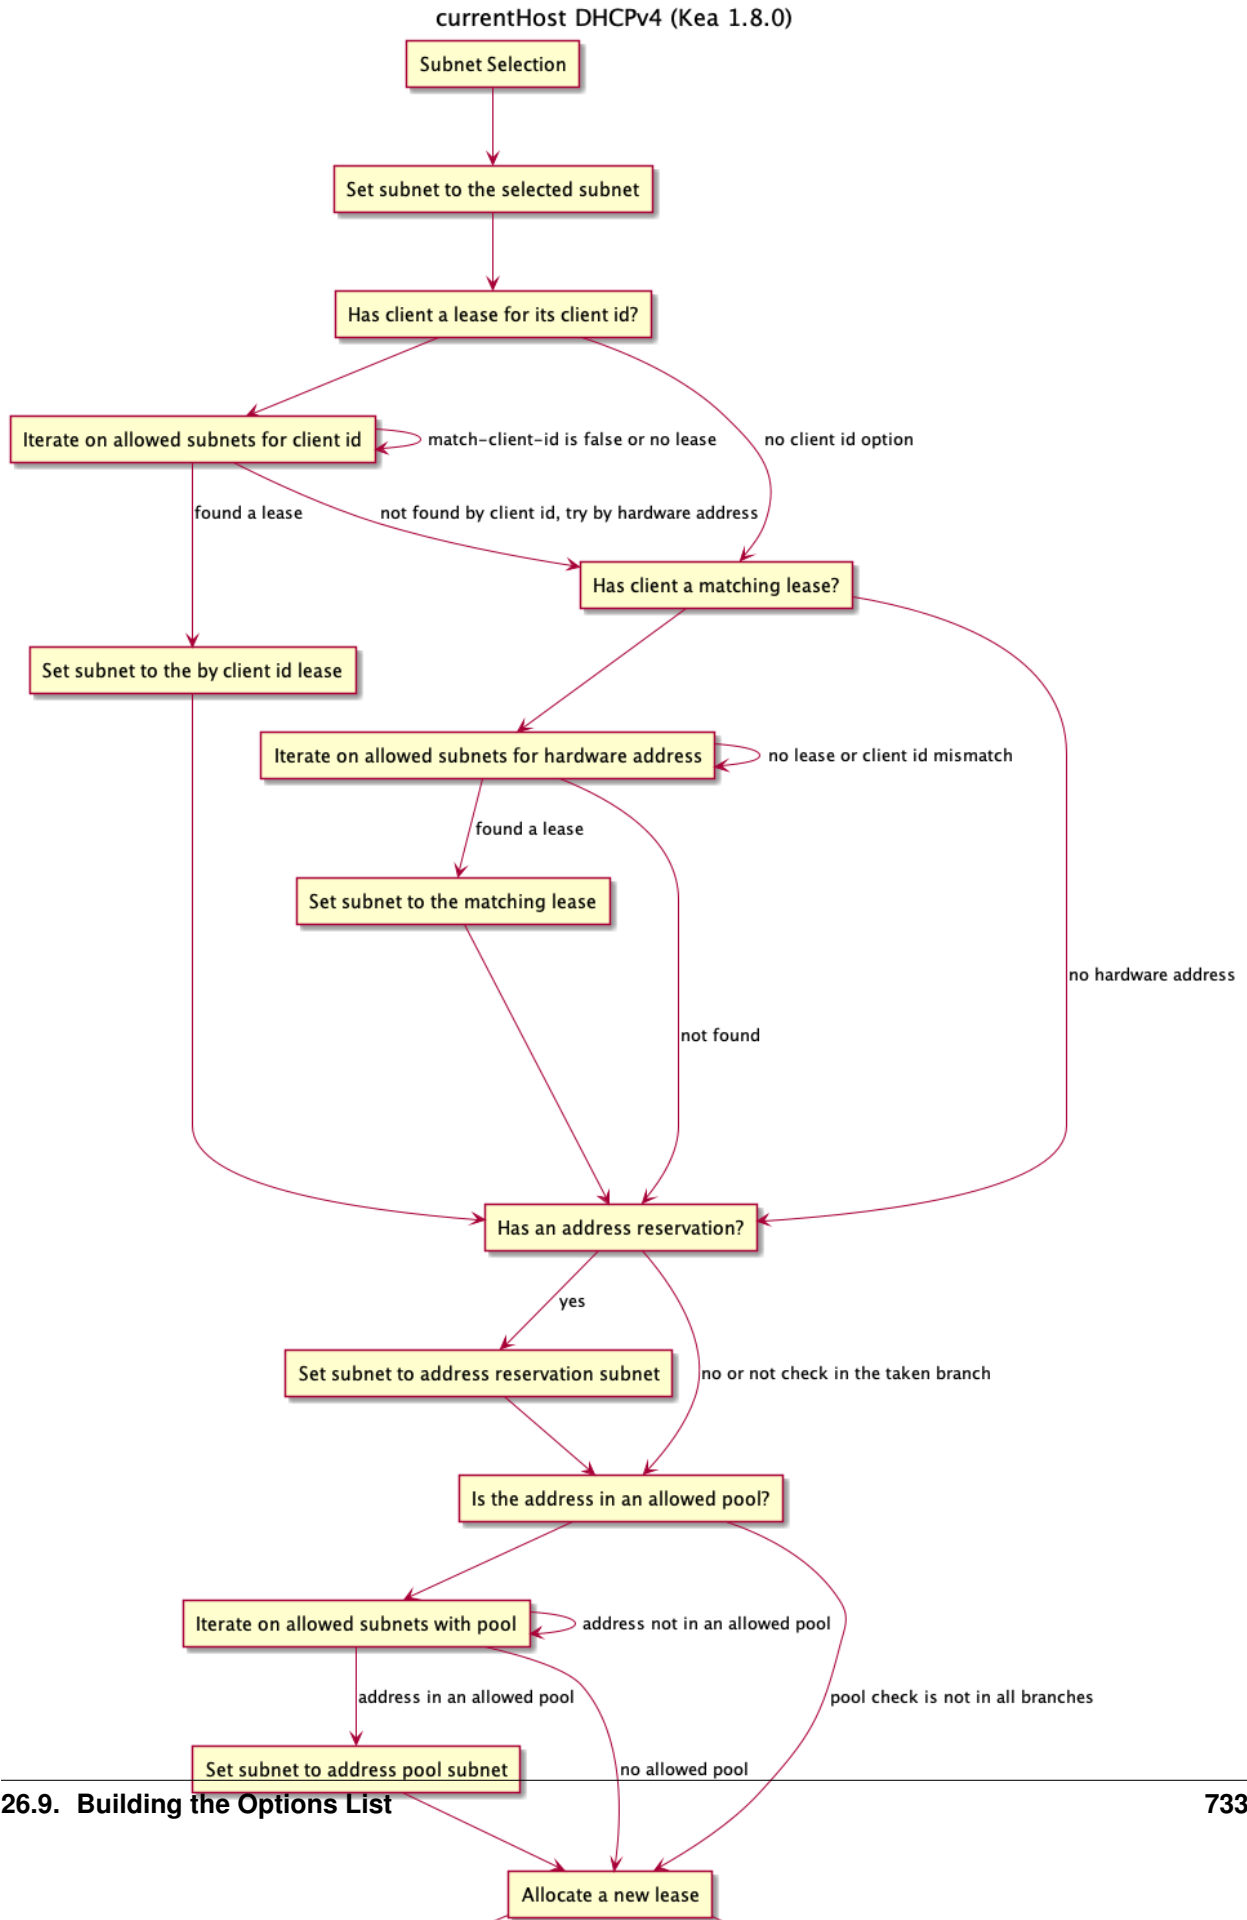 currentHost DHCPv4 (Kea 1.8.0)
Subnet Selection
Set subnet to the selected subnet
Has client a lease for its client id?
Iterate on allowed subnets for client id
match-client-id is false or no lease
no client id option
found a lease
not found by client id, try by hardware address
Has client a matching lease?
Set subnet to the by client id lease
Iterate on allowed subnets for hardware address
no lease or client id mismatch
found a lease
Set subnet to the matching lease
no hardware address
not found
Has an address reservation?
yes
Set subnet to address reservation subnet
no or not check in the taken branch
Is the address in an allowed pool?
Iterate on allowed subnets with pool
address not in an allowed pool
address in an allowed pool
pool check is not in all branches
Set subnet to address pool subnet
no allowed pool
26.9. Building the Options List
733
Allocate a new lease